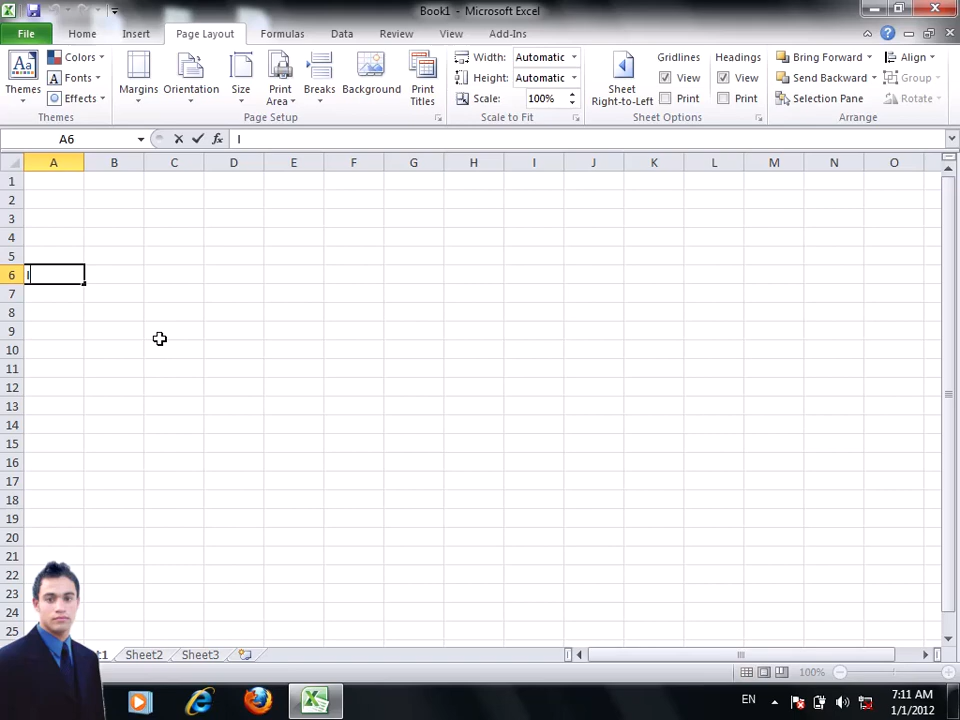 Book1 - Microsoft Excel
File Home Insert Page Layout Formulas Data Review View Add-Ins
Themes
Colors
Fonts
Effects
Themes
Margins
Orientation
Size
Print Area
Breaks
Background
Print Titles
Page Setup
Width: Automatic
Height: Automatic
Scale: 100%
Scale to Fit
Sheet Right-to-Left
Gridlines
View
Print
Headings
View
Print
Sheet Options
Bring Forward
Send Backward
Selection Pane
Align
Group
Rotate
Arrange
A6 fx I
A B C D E F G H I J K L M N O
1
2
3
4
5
6 I
7
8
9
10
11
12
13
14
15
16
17
18
19
20
21
22
23
24
25
t1 Sheet2 Sheet3
100%
EN
7:11 AM
1/1/2012